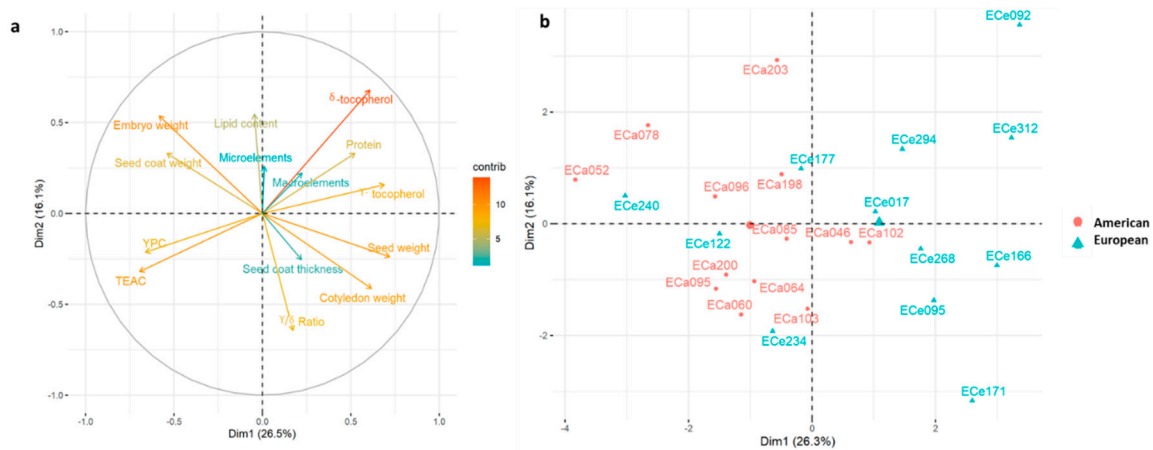 a
Dim2 (16.1%)
1.0
0.5
0.0
-0.5
-1.0
-1.0
-0.5
0.0
0.5
1.0
Dim1 (26.5%)
δ-tocopherol
Embryo weight
Lipid content
Seed coat weight
Microelements
Protein
Macroelements
γ- tocopherol
YPC
TEAC
Seed weight
Seed coat thickness
Cotyledon weight
γ/δ Ratio
contrib
10
5
b
Dim2 (16.1%)
2
0
-2
-4
-2
0
2
Dim1 (26.3%)
ECe092
ECa203
ECa078
ECe312
ECe294
ECe177
ECa052
ECa198
ECa096
ECe240
ECe017
ECa085
ECa046
ECa102
ECe122
ECe268
ECe166
ECa200
ECa095
ECa064
ECa060
ECa103
ECe095
ECe234
ECe171
American
European